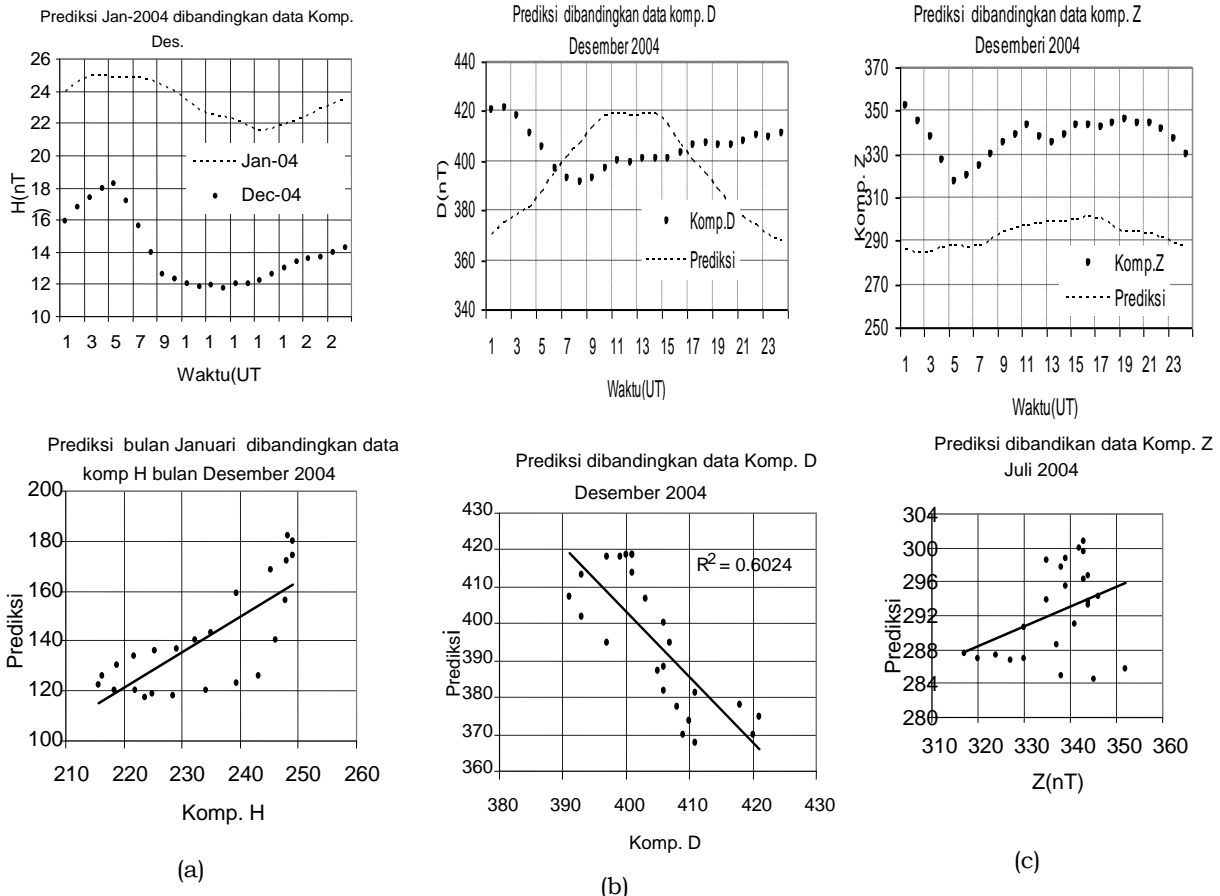 Prediksi Jan-2004 dibandingkan data Komp.
Des.
26
24
22
20
18
16
14
12
10
H(nT
Jan-04
Dec-04
1 3 5 7 9 1 1 1 1 1 2 2
Waktu(UT
Prediksi dibandingkan data komp. D
Desember 2004
440
420
400
380
360
340
D(nT)
Komp.D
Prediksi
1 3 5 7 9 11 13 15 17 19 21 23
Waktu(UT)
Prediksi dibandingkan data komp. Z
Desemberi 2004
370
350
330
310
290
270
250
Komp. Z
Komp.Z
Prediksi
1 3 5 7 9 11 13 15 17 19 21 23
Waktu(UT)
Prediksi bulan Januari dibandingkan data
komp H bulan Desember 2004
200
180
160
140
120
100
Prediksi
210 220 230 240 250 260
Komp. H
(a)
Prediksi dibandingkan data Komp. D
Desember 2004
430
420
410
400
390
380
370
360
Prediksi
R² = 0.6024
380 390 400 410 420 430
Komp. D
(b)
Prediksi dibandikan data Komp. Z
Juli 2004
304
300
296
292
288
284
280
Prediksi
310 320 330 340 350 360
Z(nT)
(c)